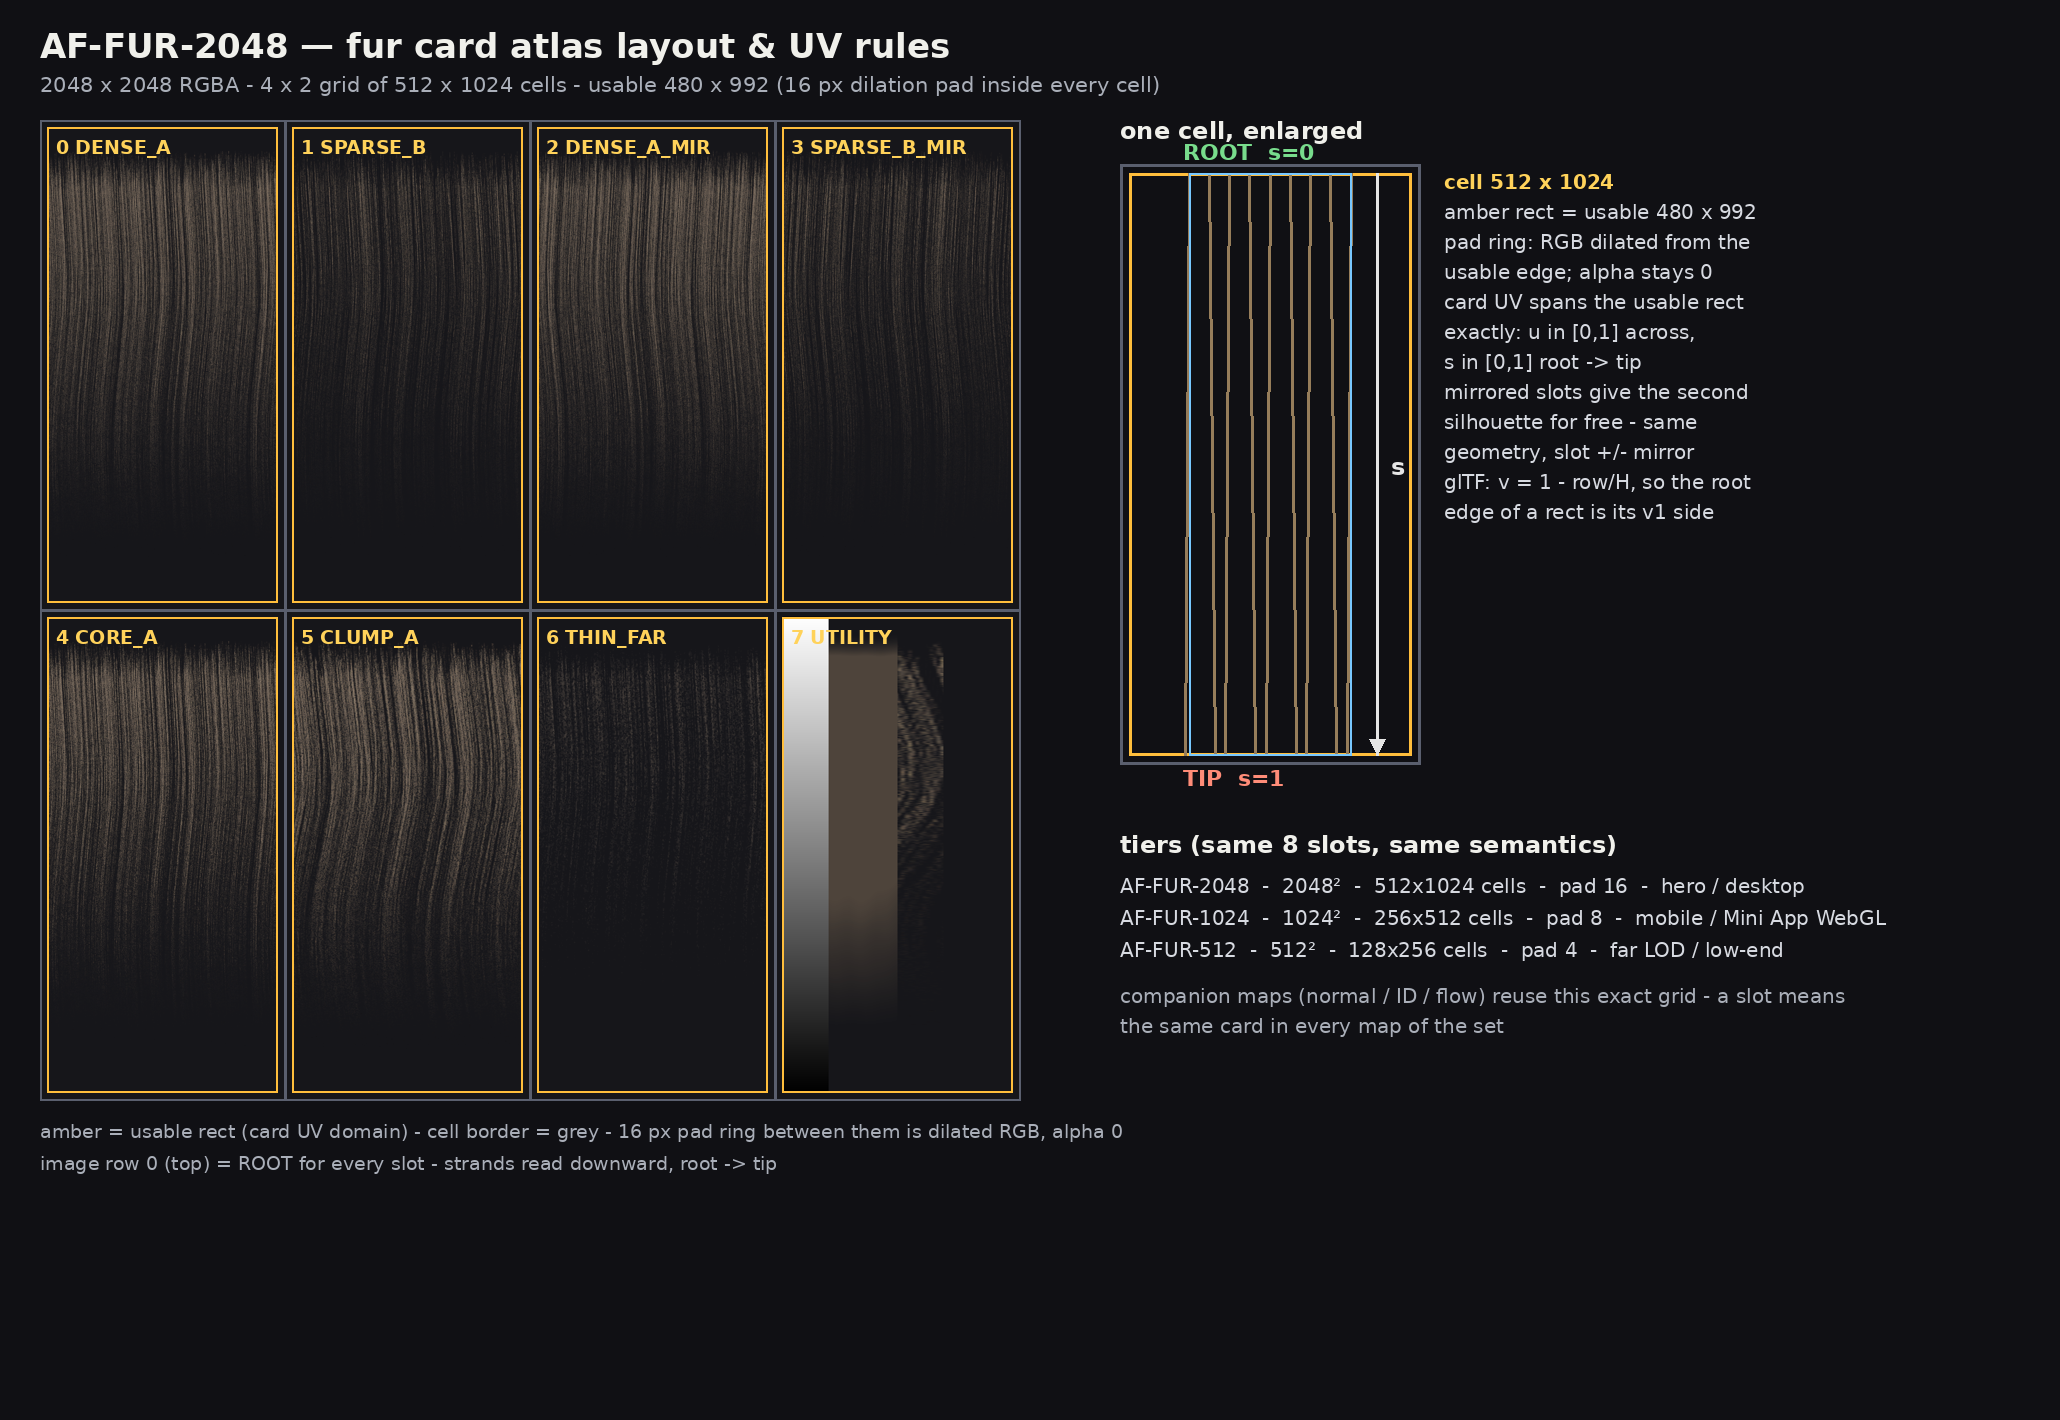 AF-FUR-2048 — fur card atlas layout & UV rules
2048 x 2048 RGBA - 4 x 2 grid of 512 x 1024 cells - usable 480 x 992 (16 px dilation pad inside every cell)
0 DENSE_A
1 SPARSE_B
2 DENSE_A_MIR
3 SPARSE_B_MIR
4 CORE_A
5 CLUMP_A
6 THIN_FAR
7 UTILITY
amber = usable rect (card UV domain) - cell border = grey - 16 px pad ring between them is dilated RGB, alpha 0
image row 0 (top) = ROOT for every slot - strands read downward, root -> tip
one cell, enlarged
ROOT s=0
s
TIP s=1
cell 512 x 1024
amber rect = usable 480 x 992
pad ring: RGB dilated from the
usable edge; alpha stays 0
card UV spans the usable rect
exactly: u in [0,1] across,
s in [0,1] root -> tip
mirrored slots give the second
silhouette for free - same
geometry, slot +/- mirror
glTF: v = 1 - row/H, so the root
edge of a rect is its v1 side
tiers (same 8 slots, same semantics)
AF-FUR-2048 - 2048² - 512x1024 cells - pad 16 - hero / desktop
AF-FUR-1024 - 1024² - 256x512 cells - pad 8 - mobile / Mini App WebGL
AF-FUR-512 - 512² - 128x256 cells - pad 4 - far LOD / low-end
companion maps (normal / ID / flow) reuse this exact grid - a slot means
the same card in every map of the set